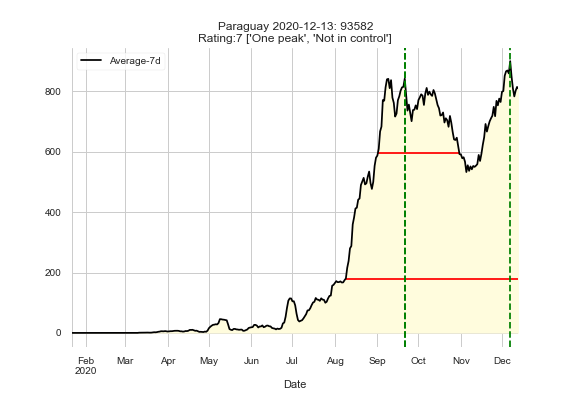 Paraguay 2020-12-13: 93582
Rating:7 ['One peak', 'Not in control']
Average-7d
800
600
400
200
0
Feb Mar Apr May Jun Jul Aug Sep Oct Nov Dec
2020
Date